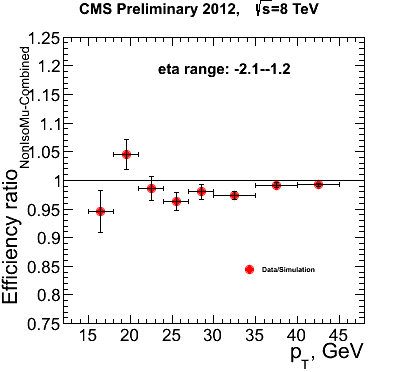 CMS Preliminary 2012, √s=8 TeV
eta range: -2.1--1.2
Efficiency ratio
NonIsoMu-Combined
1.25
1.2
1.15
1.1
1.05
1
0.95
0.9
0.85
0.8
0.75
Data/Simulation
15 20 25 30 35 40 45
p_T, GeV